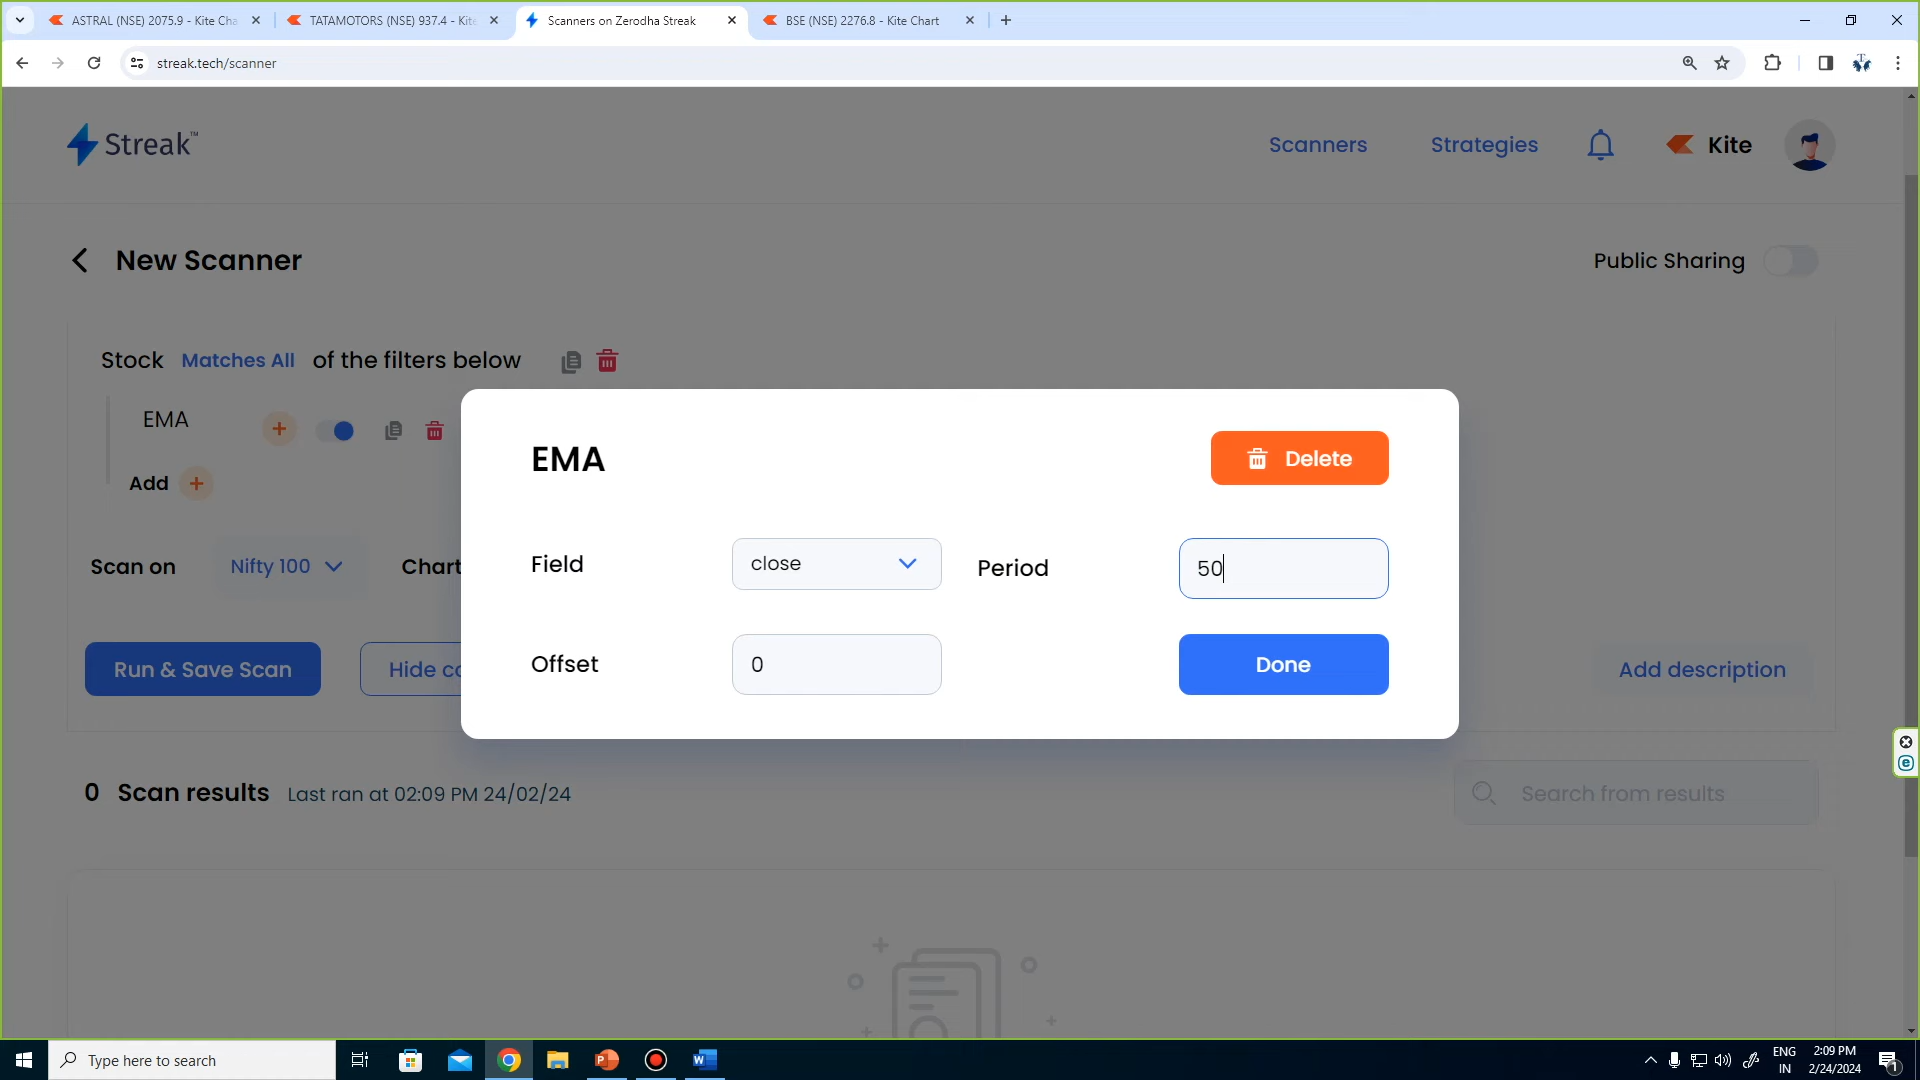 ASTRAL (NSE) 2075.9 - Kite Cha
TATAMOTORS (NSE) 937.4 - Kite
Scanners on Zerodha Streak
BSE (NSE) 2276.8 - Kite Chart
streak.tech/scanner
Streak™
Scanners
Strategies
Kite
New Scanner
Public Sharing
Stock Matches All of the filters below
EMA
Add
EMA
Delete
Field
close
Period
50
Offset
0
Done
Scan on
Nifty 100
Chart
Run & Save Scan
Hide co
Add description
0 Scan results Last ran at 02:09 PM 24/02/24
Search from results
Type here to search
ENG
IN
2:09 PM
2/24/2024
1